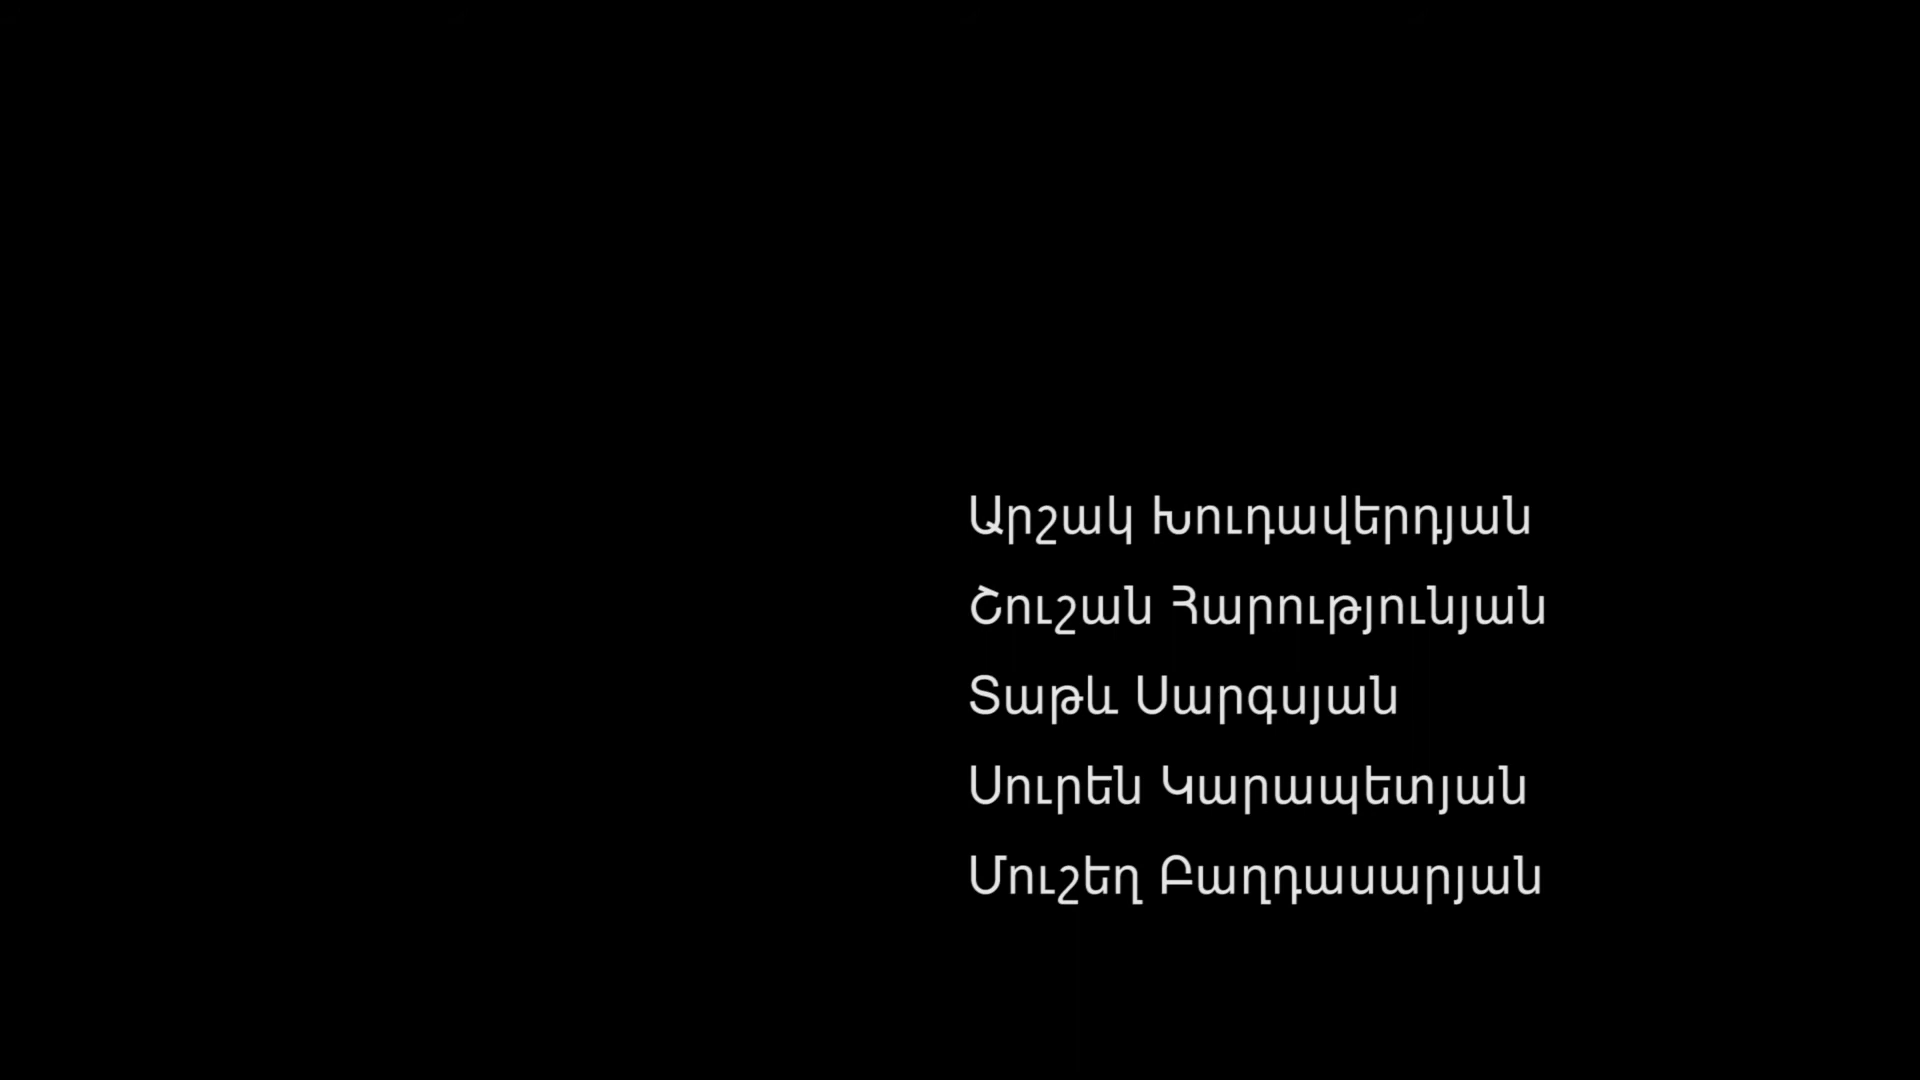 Արշակ Խուդավերդյան
Շուշան Հարությունյան
Տաթև Սարգսյան
Սուրեն Կարապետյան
Մուշեղ Բաղդասարյան